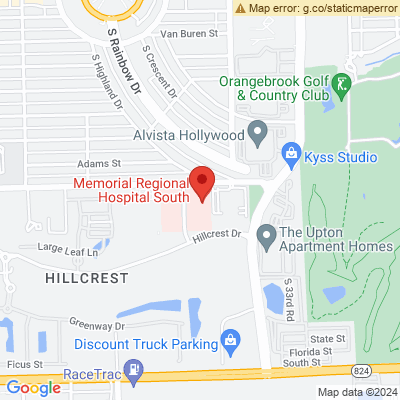 Map error: g.co/staticmaperror
Van Buren St
S Rainbow Dr
S Crescent Dr
S Highland Dr
Orangebrook Golf
& Country Club
Alvista Hollywood
Kyss Studio
Adams St
Memorial Regional
Hospital South
Hillcrest Dr
The Upton
Apartment Homes
Large Leaf Ln
HILLCREST
S 33rd Rd
Greenway Dr
Discount Truck Parking
State St
Florida St
South St
Ficus St
RaceTrac
824
Google
Map data ©2024